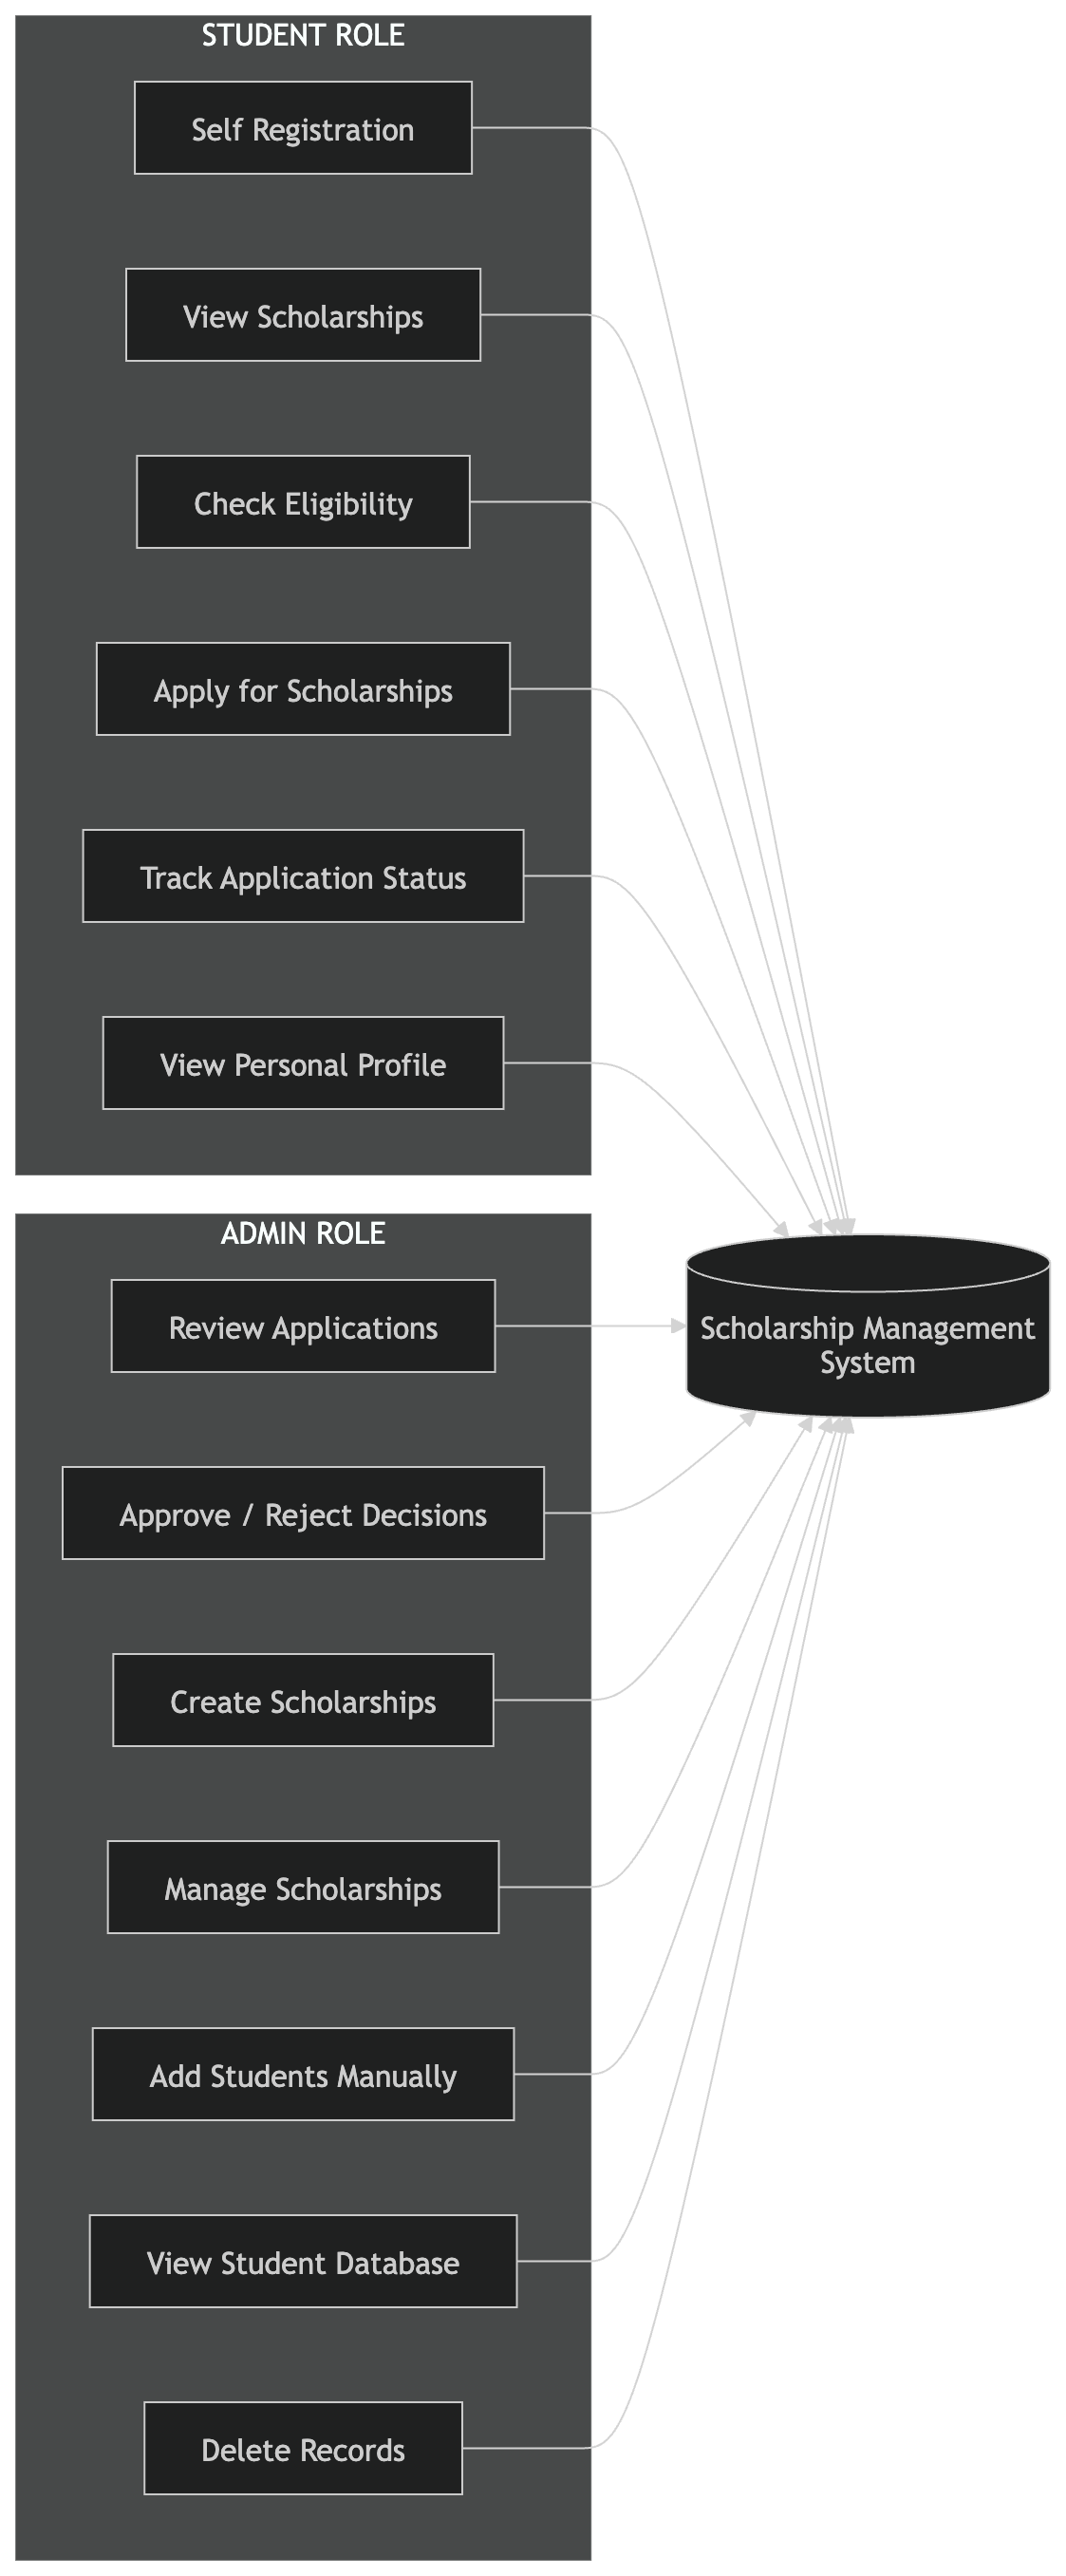 STUDENT ROLE
Self Registration
View Scholarships
Check Eligibility
Apply for Scholarships
Track Application Status
View Personal Profile
ADMIN ROLE
Review Applications
Scholarship Management
System
Approve / Reject Decisions
Create Scholarships
Manage Scholarships
Add Students Manually
View Student Database
Delete Records